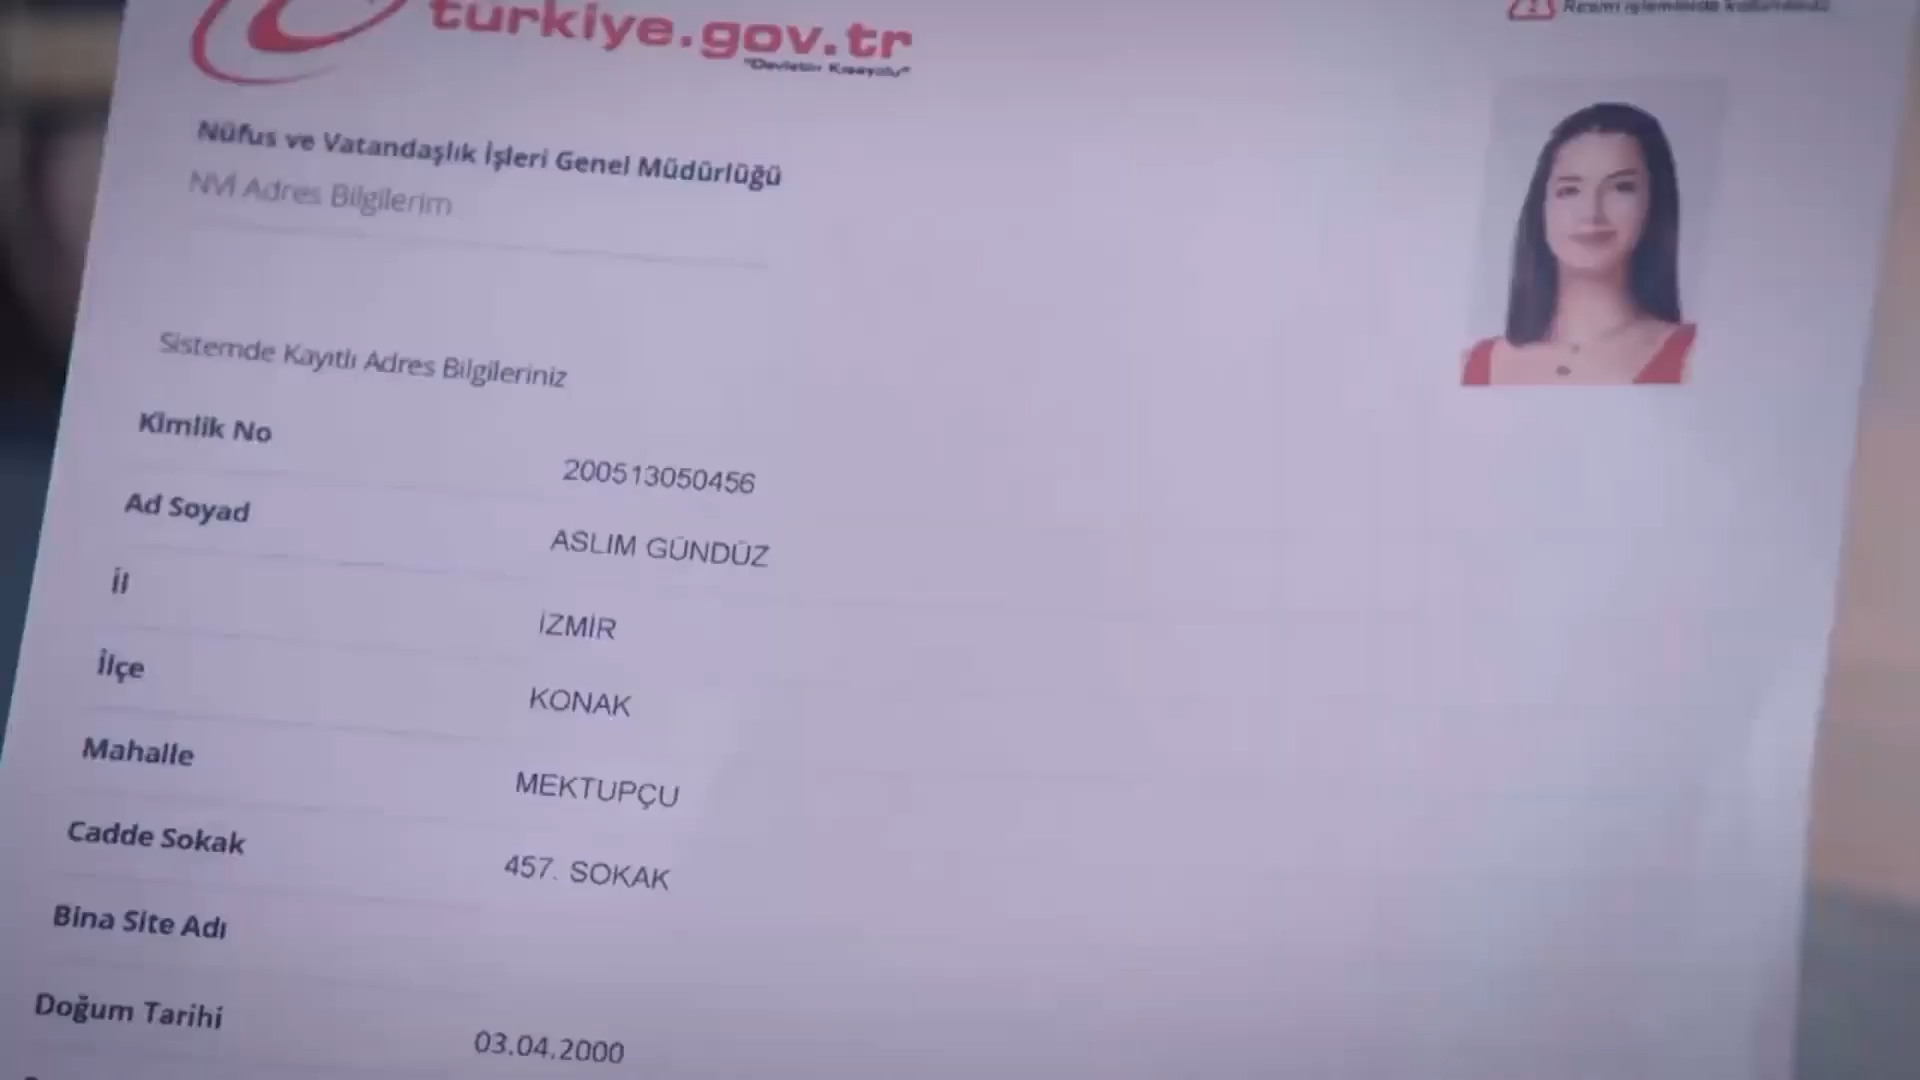 türkiye.gov.tr
"Devletin Kısayolu"
Nüfus ve Vatandaşlık İşleri Genel Müdürlüğü
NVİ Adres Bilgilerim
Sistemde Kayıtlı Adres Bilgileriniz
Kimlik No 200513050456
Ad Soyad ASLIM GÜNDÜZ
İl İZMİR
İlçe KONAK
Mahalle MEKTUPÇU
Cadde Sokak 457. SOKAK
Bina Site Adı
Doğum Tarihi 03.04.2000